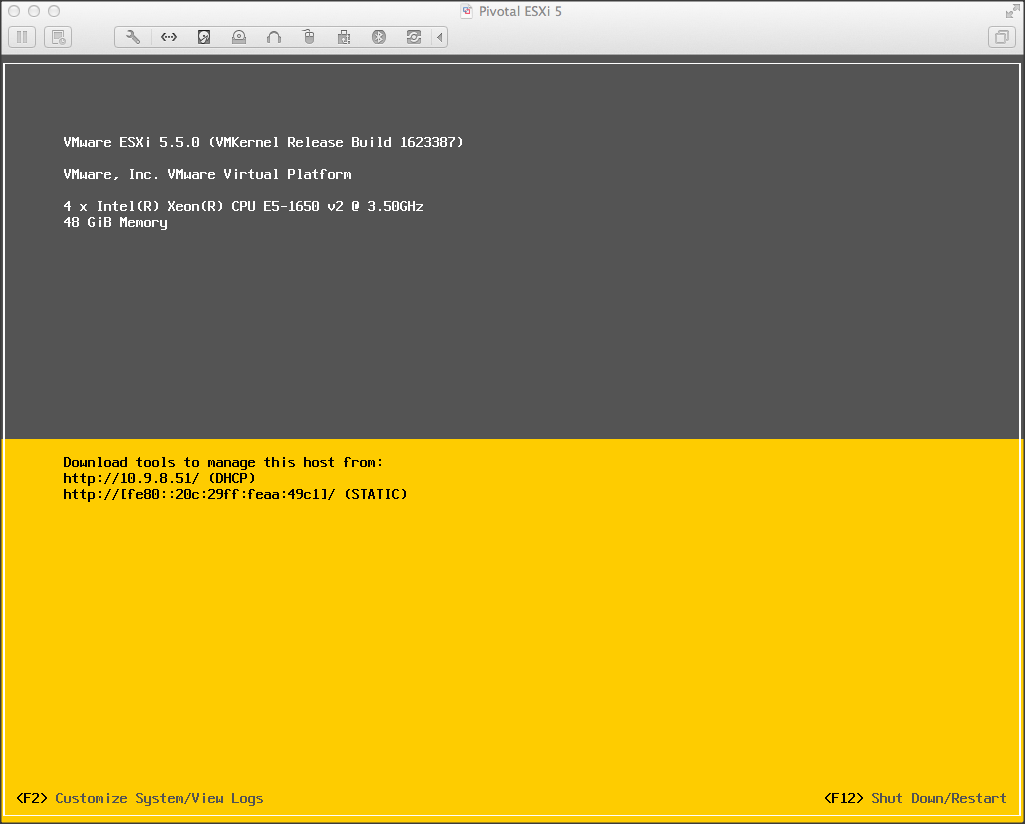 Pivotal ESXi 5
VMware ESXi 5.5.0 (VMKernel Release Build 1623387)
VMware, Inc. VMware Virtual Platform
4 x Intel(R) Xeon(R) CPU E5-1650 v2 @ 3.50GHz
48 GiB Memory
Download tools to manage this host from:
http://10.9.8.51/ (DHCP)
http://[fe80::20c:29ff:feaa:49c1]/ (STATIC)
<F2> Customize System/View Logs
<F12> Shut Down/Restart